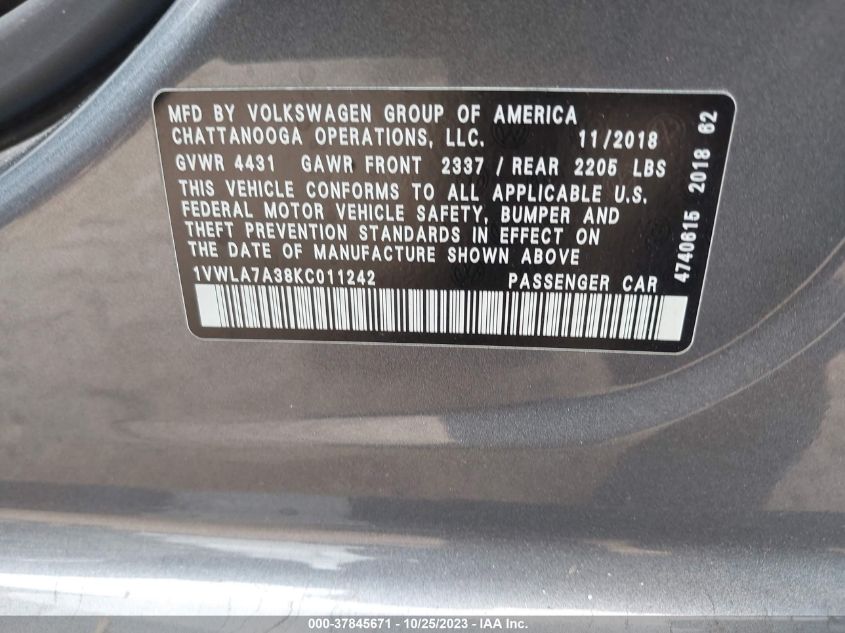 MFD BY VOLKSWAGEN GROUP OF AMERICA
CHATTANOOGA OPERATIONS, LLC. 11/2018
GVWR 4431 GAWR FRONT 2337 / REAR 2205 LBS
THIS VEHICLE CONFORMS TO ALL APPLICABLE U.S.
FEDERAL MOTOR VEHICLE SAFETY, BUMPER AND
THEFT PREVENTION STANDARDS IN EFFECT ON
THE DATE OF MANUFACTURE SHOWN ABOVE
1VWLA7A38KC011242 PASSENGER CAR
4740615 2018 62
000-37845671 - 10/25/2023 - IAA Inc.